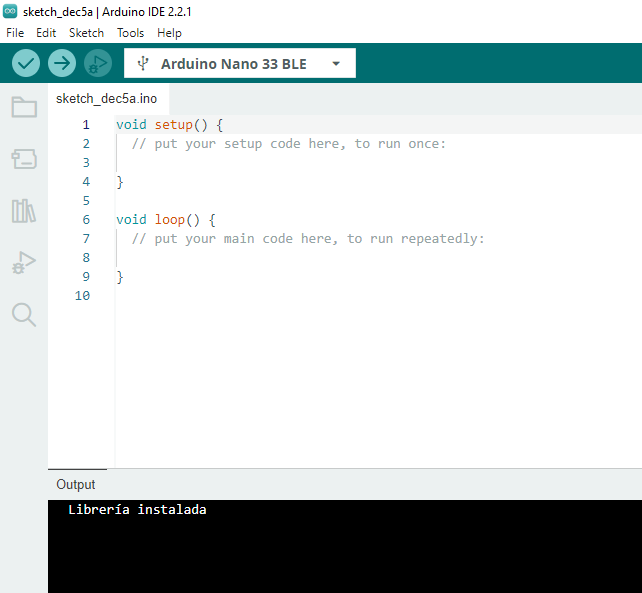 sketch_dec5a | Arduino IDE 2.2.1
File Edit Sketch Tools Help
Arduino Nano 33 BLE
sketch_dec5a.ino
1 void setup() {
2 // put your setup code here, to run once:
3
4 }
5
6 void loop() {
7 // put your main code here, to run repeatedly:
8
9 }
10
Output
Librería instalada